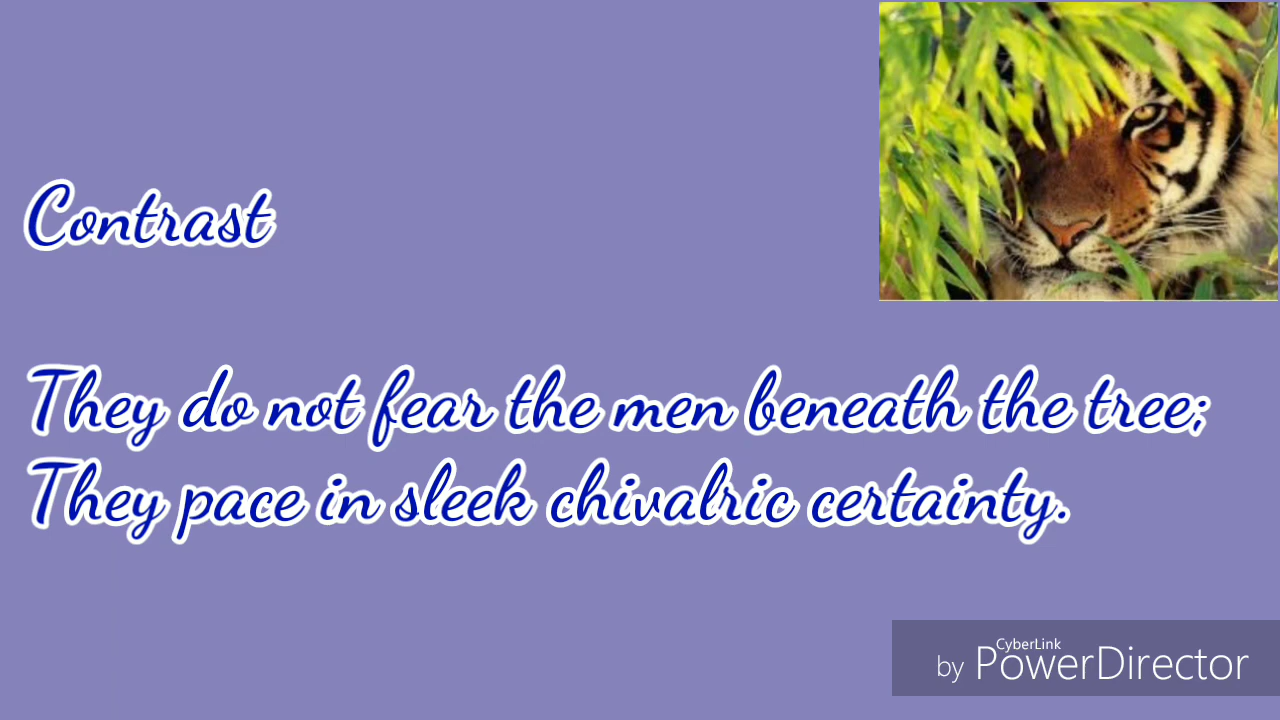 Contrast
They do not fear the men beneath the tree;
They pace in sleek chivalric certainty.
CyberLink
by PowerDirector